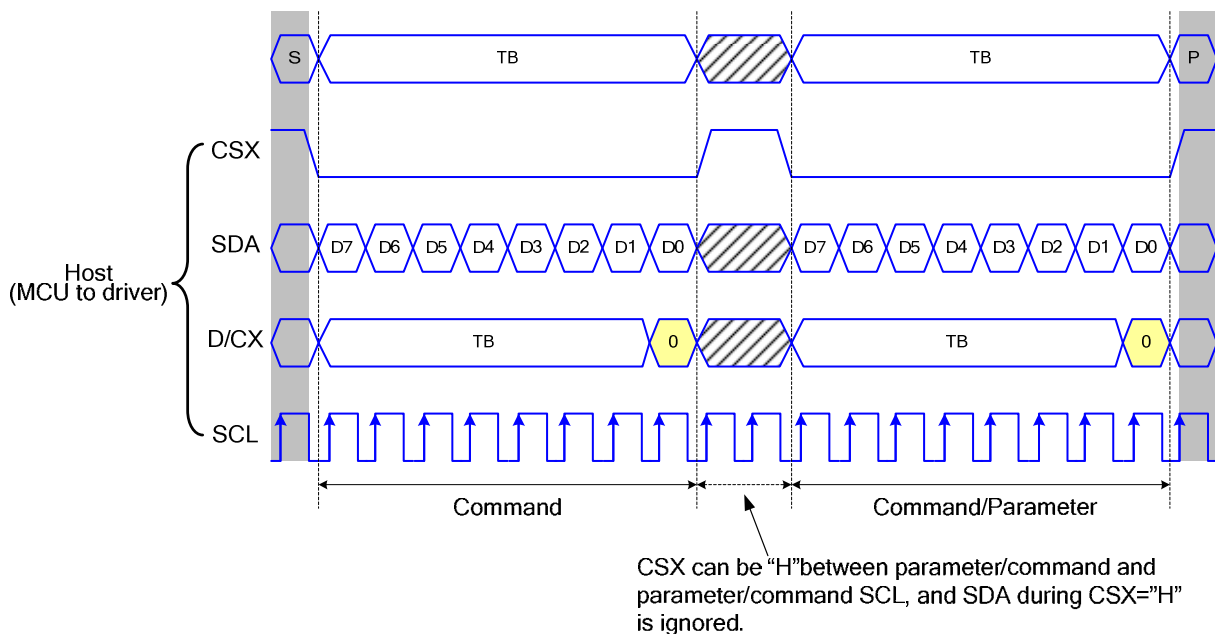 S TB TB P
CSX
SDA D7 D6 D5 D4 D3 D2 D1 D0 D7 D6 D5 D4 D3 D2 D1 D0
Host
(MCU to driver)
D/CX TB 0 TB 0
SCL
Command Command/Parameter
CSX can be “H”between parameter/command and
parameter/command SCL, and SDA during CSX=”H”
is ignored.